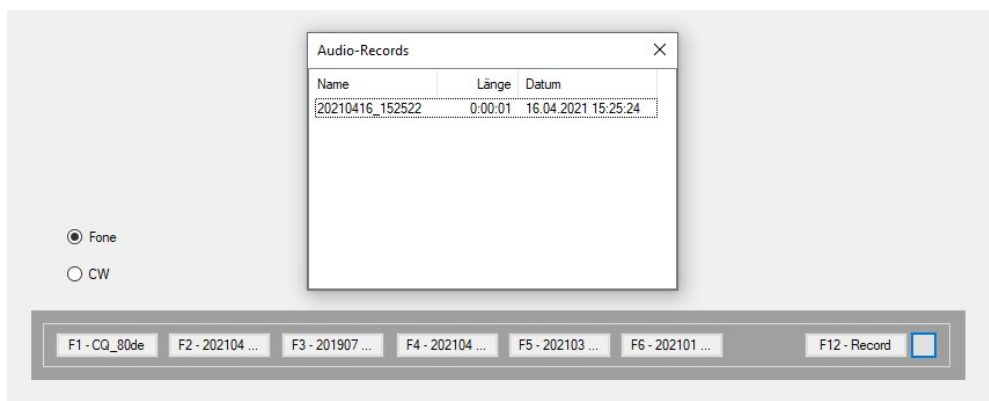 Audio-Records
Name Länge Datum
20210416_152522 0:00:01 16.04.2021 15:25:24
Fone
CW
F1 - CQ_80de F2 - 202104 ... F3 - 201907 ... F4 - 202104 ... F5 - 202103 ... F6 - 202101 ... F12 - Record